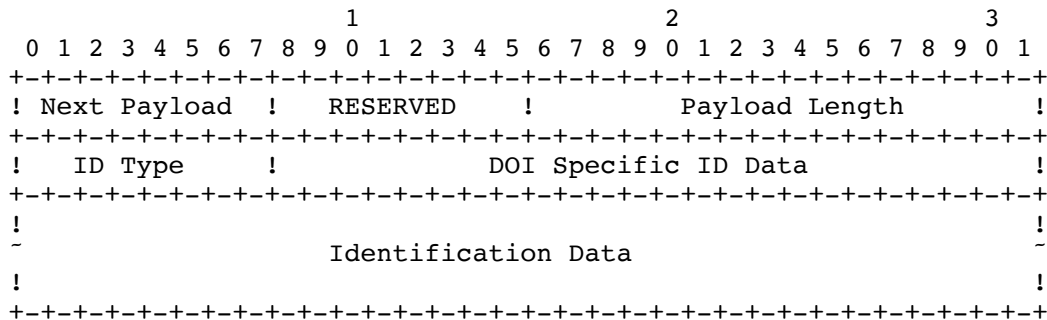 1                   2                   3
 0 1 2 3 4 5 6 7 8 9 0 1 2 3 4 5 6 7 8 9 0 1 2 3 4 5 6 7 8 9 0 1
+-+-+-+-+-+-+-+-+-+-+-+-+-+-+-+-+-+-+-+-+-+-+-+-+-+-+-+-+-+-+-+-+
! Next Payload  !   RESERVED    !         Payload Length        !
+-+-+-+-+-+-+-+-+-+-+-+-+-+-+-+-+-+-+-+-+-+-+-+-+-+-+-+-+-+-+-+-+
!   ID Type     !             DOI Specific ID Data              !
+-+-+-+-+-+-+-+-+-+-+-+-+-+-+-+-+-+-+-+-+-+-+-+-+-+-+-+-+-+-+-+-+
!                                                               !
~                   Identification Data                         ~
!                                                               !
+-+-+-+-+-+-+-+-+-+-+-+-+-+-+-+-+-+-+-+-+-+-+-+-+-+-+-+-+-+-+-+-+